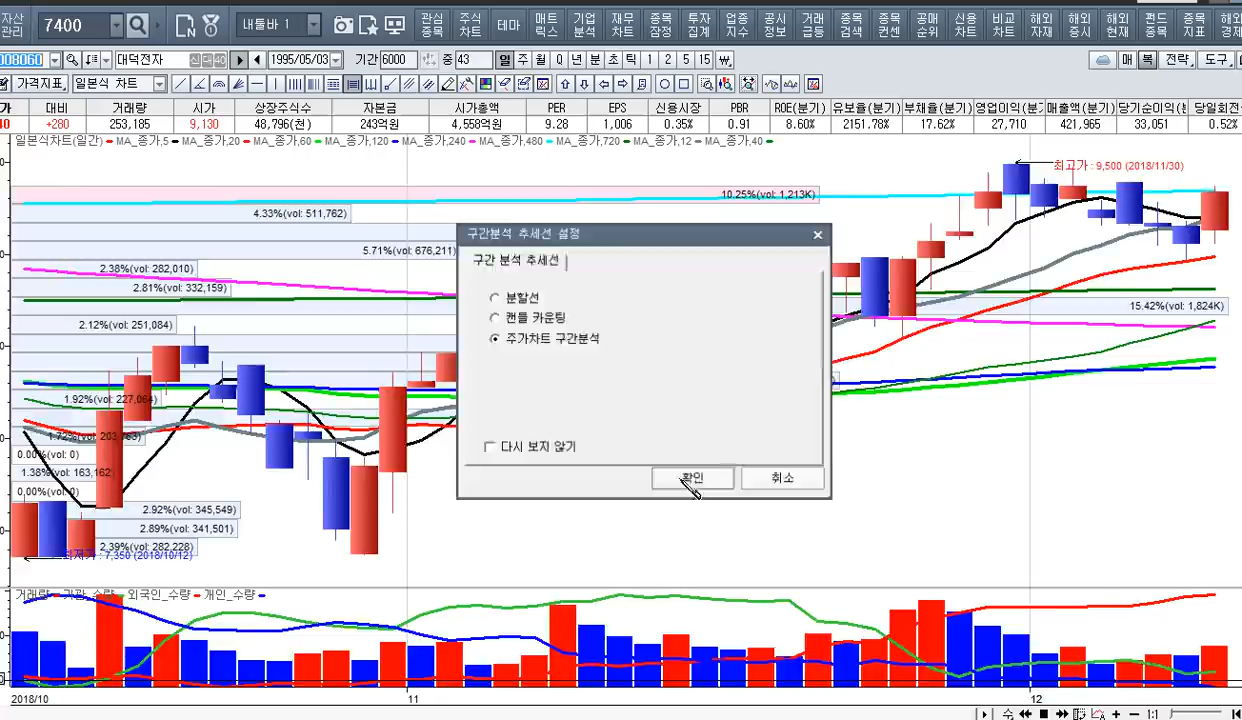 자산 관리 7400 내툴바 1 관심 종목 주식 차트 테마 매트 릭스 기업 분석 재무 차트 종목 잠정 투자 집계 업종 지수 공시 정보 거래 급등 종목 검색 종목 컨센 공매 순위 신용 차트 비교 차트 해외 자재 해외 증시 해외 종목 펀드 종목 종목 지표 해외 경제
008060 대덕전자 신 대 40 1995/05/03 기간 6000 중 43 일 주 월 Q 년 분 초 틱 1 2 5 15 매 복 전략 도구
가격지표 일본식 차트
가 대비 거래량 시가 상장주식수 자본금 시가총액 PER EPS 신용시장 PBR ROE(분기) 유보율(분기) 부채율(분기) 영업이익(분기 매출액(분기) 당기순이익(분 당일회전
+280 253,185 9,130 48,796(천) 243억원 4,558억원 9.28 1,006 0.35% 0.91 8.60% 2151.78% 17.62% 27,710 421,965 33,051 0.52%
일본식차트(일간) MA_종가,5 MA_종가,20 MA_종가,60 MA_종가,120 MA_종가,240 MA_종가,480 MA_종가,720 MA_종가,12 MA_종가,40
최고가 : 9,500 (2018/11/30)
10.25%(vol: 1,213K)
4.33%(vol: 511,762)
구간분석 추세선 설정
5.71%(vol: 676,211)
구간 분석 추세선
2.38%(vol: 282,010)
2.81%(vol: 332,159)
분할선
15.42%(vol: 1,824K)
캔들 카운팅
2.12%(vol: 251,084)
주가차트 구간분석
1.92%(vol: 227,064)
1.72%(vol: 203,763)
다시 보지 않기
0.00%(vol: 0)
1.38%(vol: 163,162)
확인 취소
0.00%(vol: 0)
2.92%(vol: 345,549)
2.89%(vol: 341,501)
2.39%(vol: 282,228)
최저가 : 7,350 (2018/10/12)
거래량 기관_수량 외국인_수량 개인_수량
2018/10 11 12
수 1:1